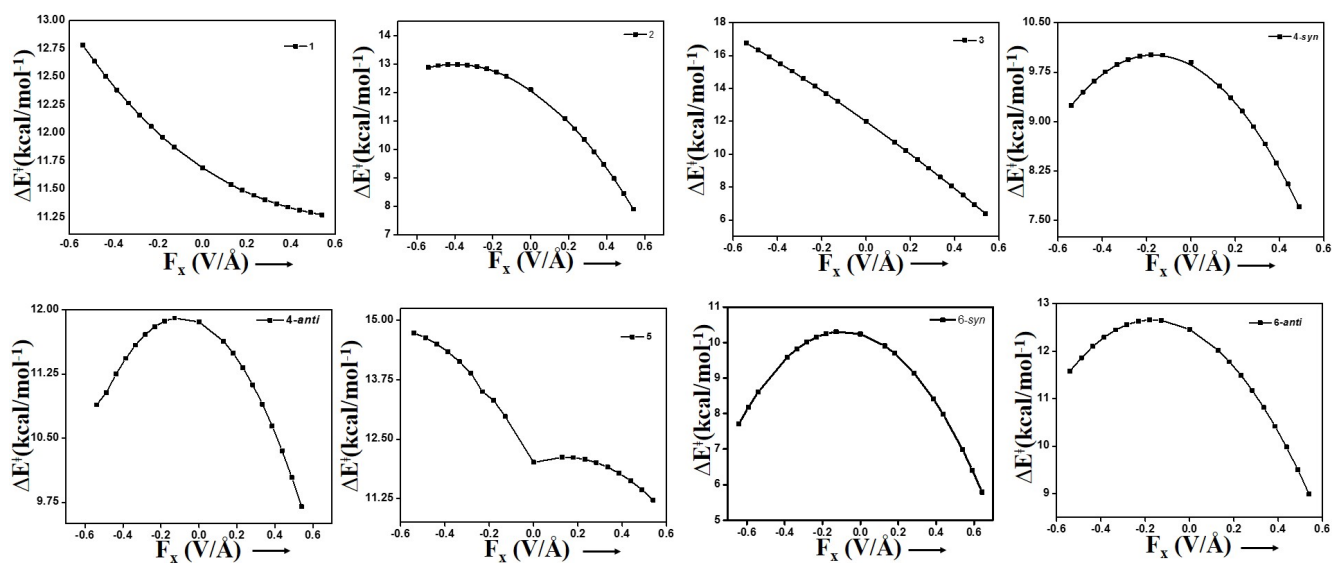 ΔE‡(kcal/mol⁻¹)
13.00
12.75
12.50
12.25
12.00
11.75
11.50
11.25
1
-0.6 -0.4 -0.2 0.0 0.2 0.4 0.6
Fₓ (V/Å)
ΔE‡(kcal/mol⁻¹)
14
13
12
11
10
9
8
7
2
-0.6 -0.4 -0.2 0.0 0.2 0.4 0.6
Fₓ (V/Å)
ΔE‡(kcal/mol⁻¹)
18
16
14
12
10
8
6
3
-0.6 -0.4 -0.2 0.0 0.2 0.4 0.6
Fₓ (V/Å)
ΔE‡(kcal/mol⁻¹)
10.50
9.75
9.00
8.25
7.50
4-syn
-0.6 -0.4 -0.2 0.0 0.2 0.4 0.6
Fₓ (V/Å)
ΔE‡(kcal/mol⁻¹)
12.00
11.25
10.50
9.75
4-anti
-0.6 -0.4 -0.2 0.0 0.2 0.4 0.6
Fₓ (V/Å)
ΔE‡(kcal/mol⁻¹)
15.00
13.75
12.50
11.25
5
-0.6 -0.4 -0.2 0.0 0.2 0.4 0.6
Fₓ (V/Å)
ΔE‡(kcal/mol⁻¹)
11
10
9
8
7
6
5
6-syn
-0.6 -0.4 -0.2 0.0 0.2 0.4 0.6
Fₓ (V/Å)
ΔE‡(kcal/mol⁻¹)
13
12
11
10
9
6-anti
-0.6 -0.4 -0.2 0.0 0.2 0.4 0.6
Fₓ (V/Å)